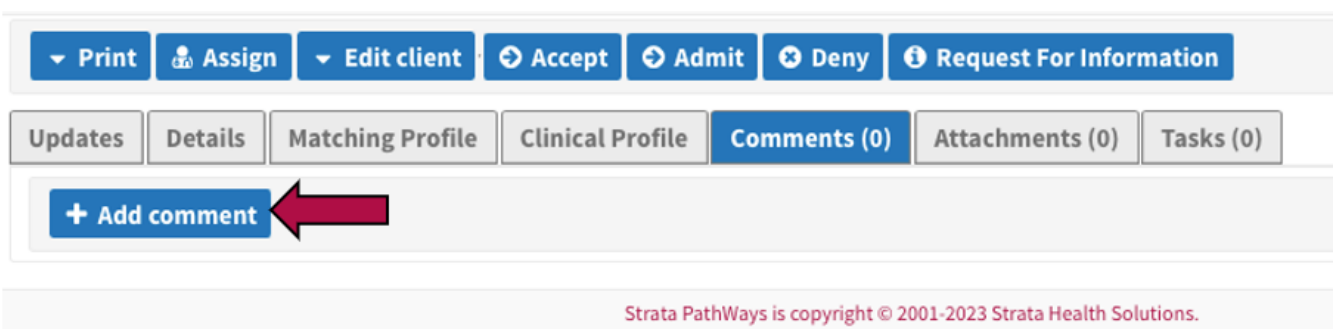 Print Assign Edit client Accept Admit Deny Request For Information
Updates Details Matching Profile Clinical Profile Comments (0) Attachments (0) Tasks (0)
Add comment
Strata PathWays is copyright © 2001-2023 Strata Health Solutions.